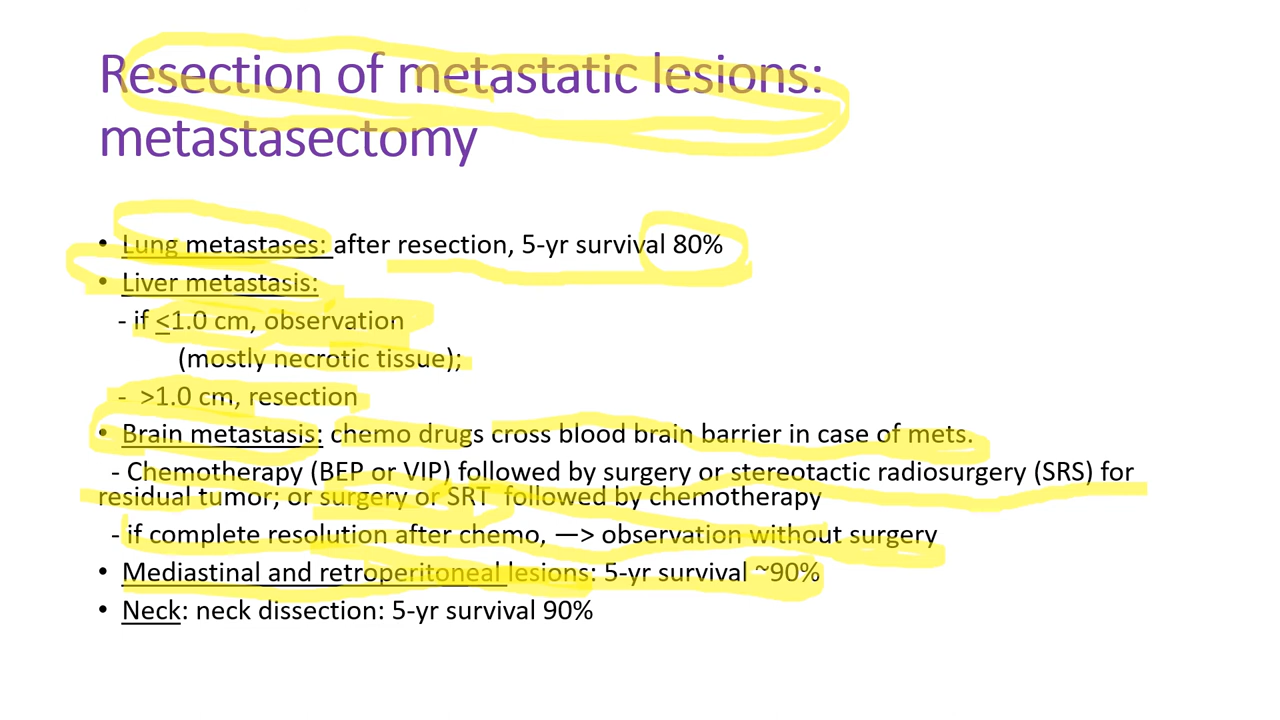 Resection of metastatic lesions:
metastasectomy
• Lung metastases: after resection, 5-yr survival 80%
• Liver metastasis:
- if <1.0 cm, observation
(mostly necrotic tissue);
- >1.0 cm, resection
• Brain metastasis: chemo drugs cross blood brain barrier in case of mets.
- Chemotherapy (BEP or VIP) followed by surgery or stereotactic radiosurgery (SRS) for
residual tumor; or surgery or SRT followed by chemotherapy
- if complete resolution after chemo, —> observation without surgery
• Mediastinal and retroperitoneal lesions: 5-yr survival ~90%
• Neck: neck dissection: 5-yr survival 90%